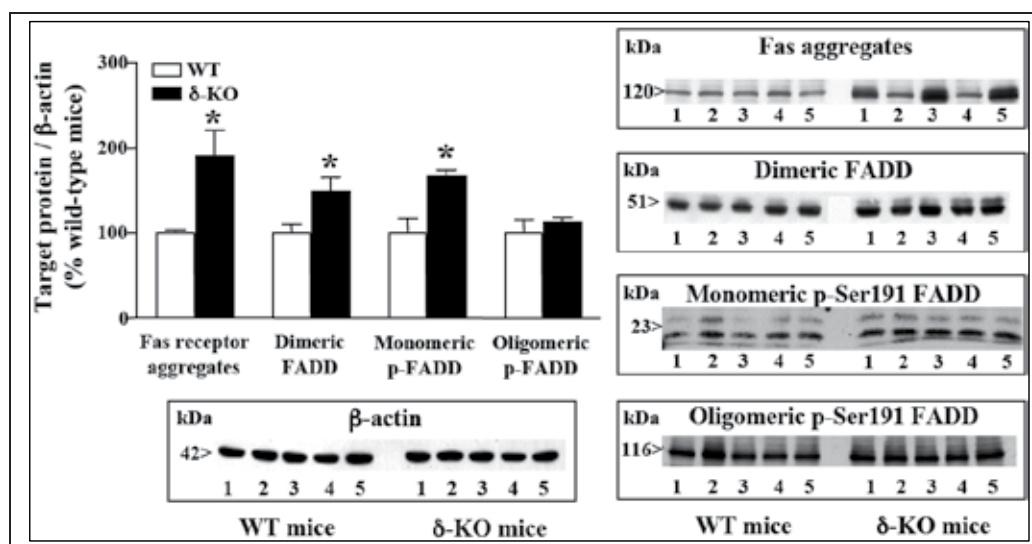 Target protein / β-actin
(% wild-type mice)
300
200
100
0
WT
δ-KO
*
*
*
Fas receptor
aggregates
Dimeric
FADD
Monomeric
p-FADD
Oligomeric
p-FADD
kDa
β-actin
42>
1 2 3 4 5 1 2 3 4 5
WT mice δ-KO mice
kDa Fas aggregates
120>
1 2 3 4 5 1 2 3 4 5
kDa Dimeric FADD
51>
1 2 3 4 5 1 2 3 4 5
kDa Monomeric p-Ser191 FADD
23>
1 2 3 4 5 1 2 3 4 5
kDa Oligomeric p-Ser191 FADD
116>
1 2 3 4 5 1 2 3 4 5
WT mice δ-KO mice